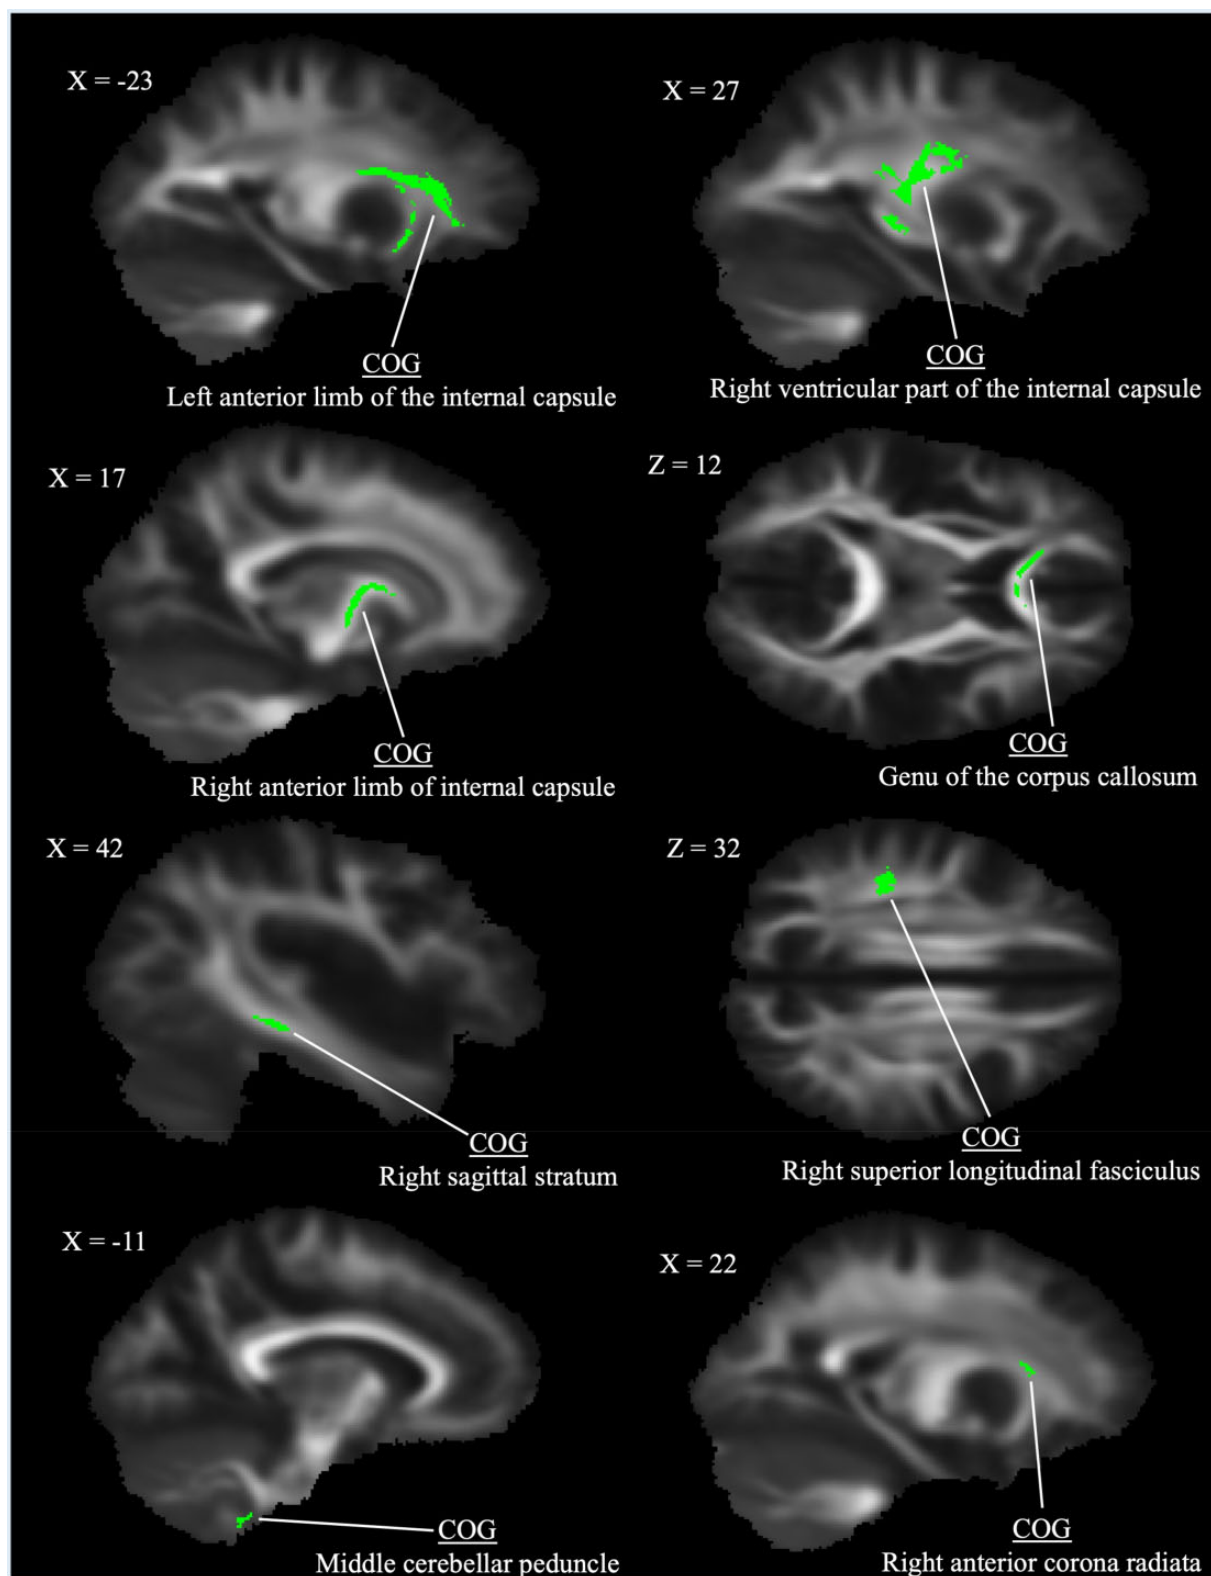 X = -23
COG
Left anterior limb of the internal capsule
X = 27
COG
Right ventricular part of the internal capsule
X = 17
COG
Right anterior limb of internal capsule
Z = 12
COG
Genu of the corpus callosum
X = 42
COG
Right sagittal stratum
Z = 32
COG
Right superior longitudinal fasciculus
X = -11
COG
Middle cerebellar peduncle
X = 22
COG
Right anterior corona radiata